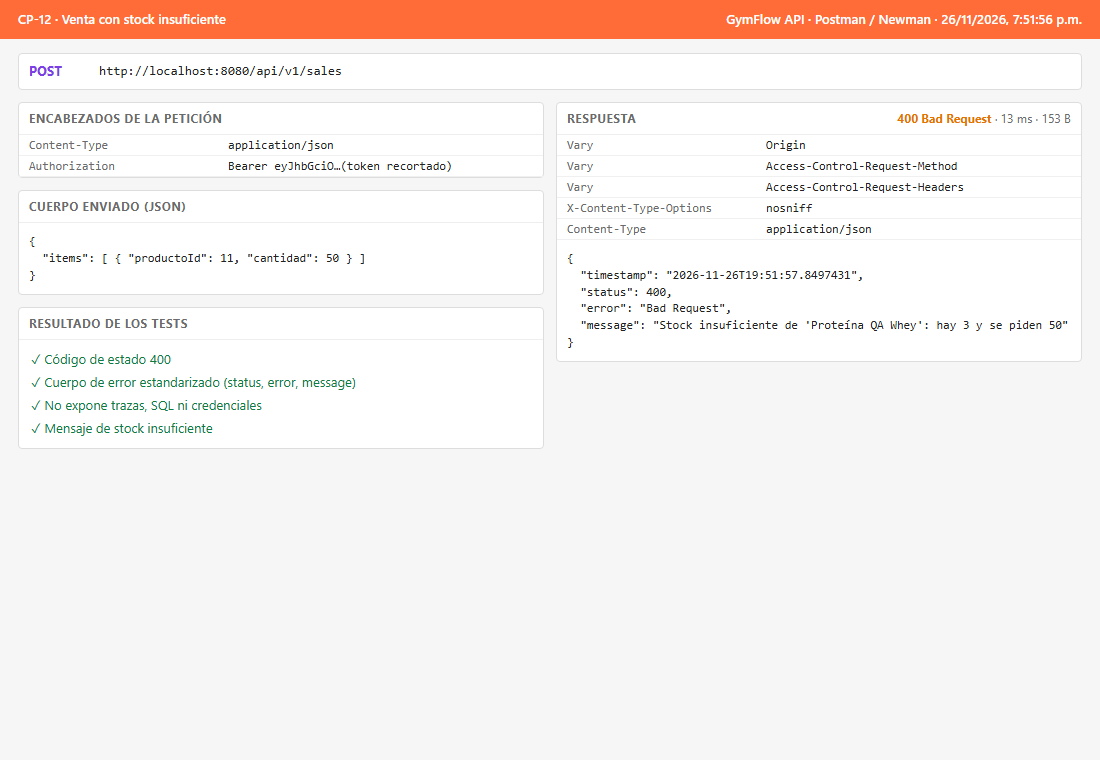 CP-12 · Venta con stock insuficiente
GymFlow API · Postman / Newman · 26/11/2026, 7:51:56 p.m.
POST http://localhost:8080/api/v1/sales
ENCABEZADOS DE LA PETICIÓN
Content-Type application/json
Authorization Bearer eyJhbGciO…(token recortado)
CUERPO ENVIADO (JSON)
{
  "items": [ { "productoId": 11, "cantidad": 50 } ]
}
RESULTADO DE LOS TESTS
✓ Código de estado 400
✓ Cuerpo de error estandarizado (status, error, message)
✓ No expone trazas, SQL ni credenciales
✓ Mensaje de stock insuficiente
RESPUESTA 400 Bad Request · 13 ms · 153 B
Vary Origin
Vary Access-Control-Request-Method
Vary Access-Control-Request-Headers
X-Content-Type-Options nosniff
Content-Type application/json
{
  "timestamp": "2026-11-26T19:51:57.8497431",
  "status": 400,
  "error": "Bad Request",
  "message": "Stock insuficiente de 'Proteína QA Whey': hay 3 y se piden 50"
}